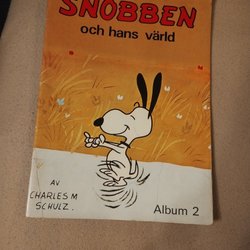 SNOBBEN
och hans värld
AV
CHARLES M
SCHULZ.
Album 2